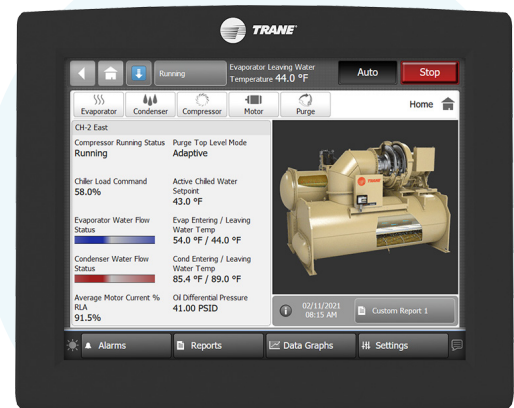 TRANE
Running
Evaporator Leaving Water
Temperature 44.0 °F
Auto
Stop
Evaporator
Condenser
Compressor
Motor
Purge
Home
CH-2 East
Compressor Running Status
Running
Purge Top Level
Mode
Adaptive
Chiller Load Command
58.0%
Active Chilled Water
Setpoint
43.0 °F
Evaporator Water Flow
Status
Evap Entering / Leaving
Water Temp
54.0 °F / 44.0 °F
Condenser Water Flow
Status
Cond Entering / Leaving
Water Temp
85.4 °F / 89.0 °F
Average Motor Current %
RLA
91.5%
Oil Differential Pressure
41.00 PSID
TRANE
02/11/2021
08:15 AM
Custom Report 1
Alarms
Reports
Data Graphs
Settings